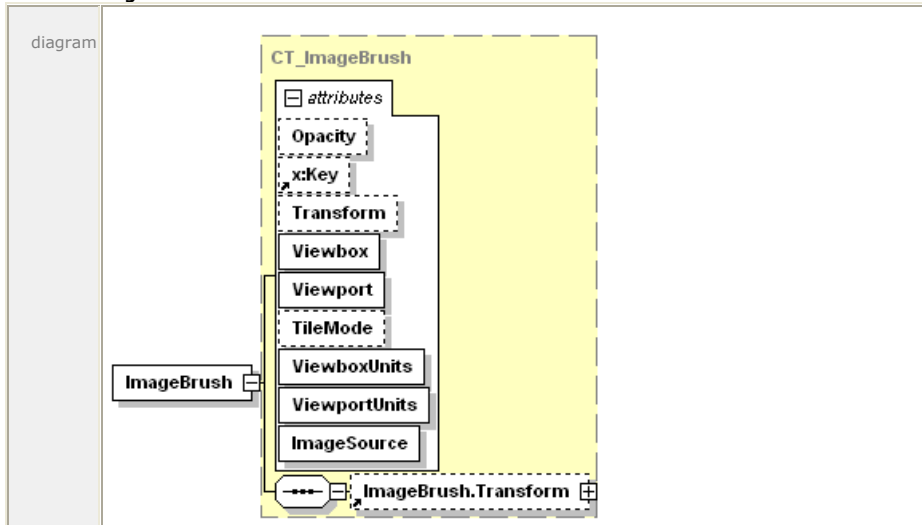 diagram
CT_ImageBrush
attributes
Opacity
x:Key
Transform
Viewbox
Viewport
TileMode
ViewboxUnits
ImageBrush
ViewportUnits
ImageSource
ImageBrush.Transform